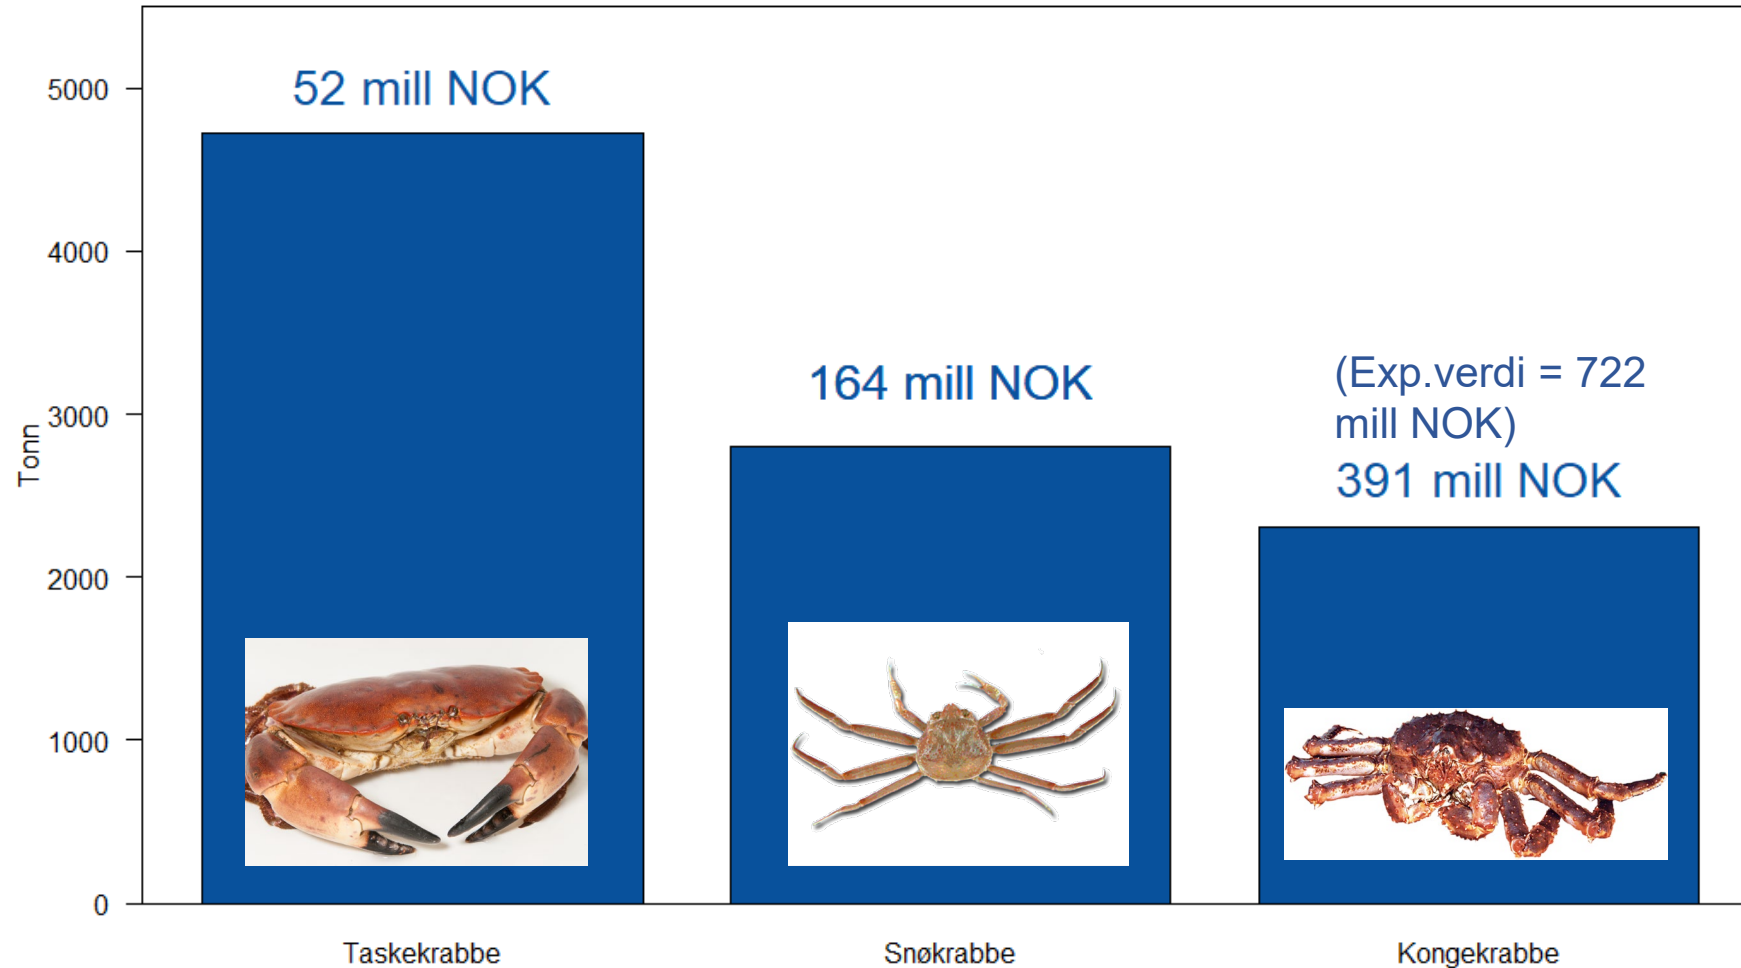 5000
4000
3000
2000
1000
0
Tonn
52 mill NOK
164 mill NOK
(Exp.verdi = 722
mill NOK)
391 mill NOK
Taskekrabbe
Snøkrabbe
Kongekrabbe